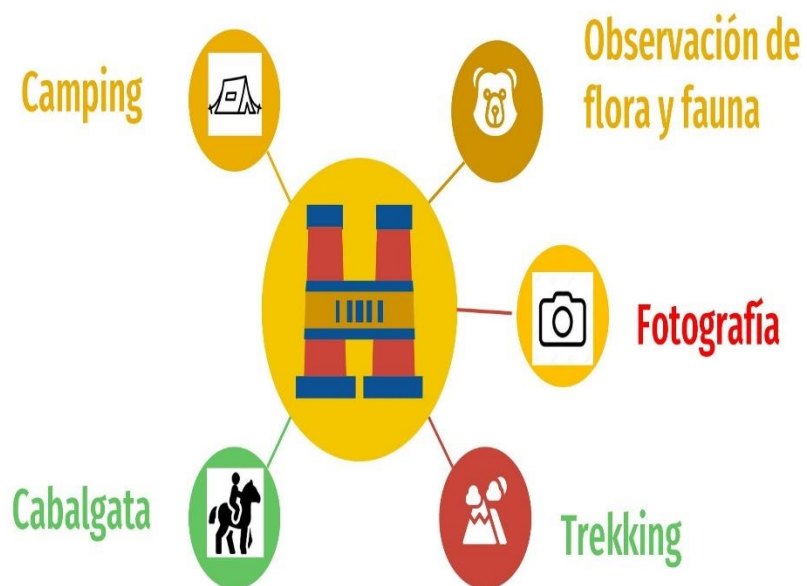 Camping
Observación de
flora y fauna
Fotografía
Cabalgata
Trekking